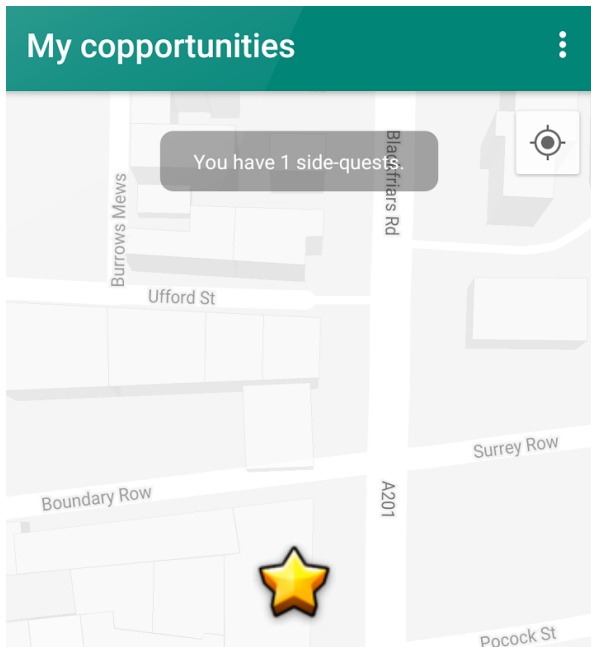 My copportunities
You have 1 side-quests.
Blackfriars Rd
Burrows Mews
Ufford St
Surrey Row
Boundary Row
A201
Pocock St